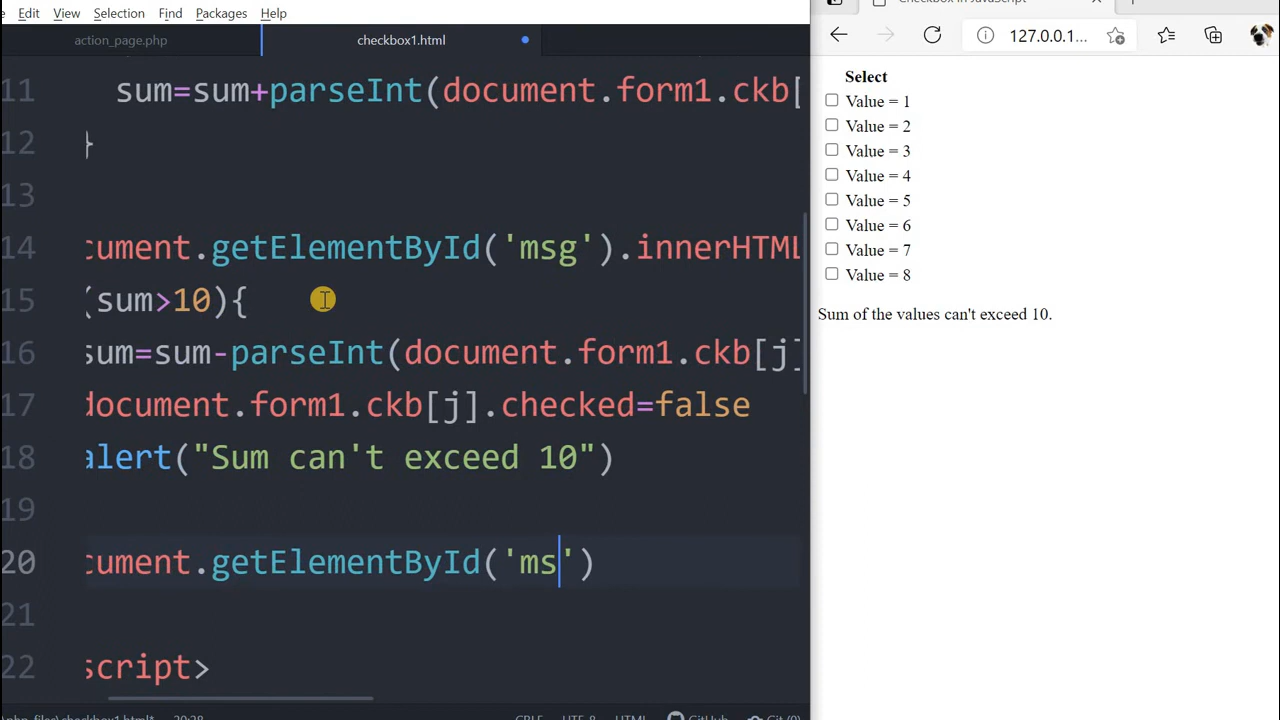 Edit View Selection Find Packages Help
action_page.php checkbox1.html
11 sum=sum+parseInt(document.form1.ckb[
12 }
13
14 cument.getElementById('msg').innerHTML
15 (sum>10){
16 sum=sum-parseInt(document.form1.ckb[j]
17 document.form1.ckb[j].checked=false
18 alert("Sum can't exceed 10")
19
20 cument.getElementById('ms')
21
22 script>
127.0.0.1...
Select
Value = 1
Value = 2
Value = 3
Value = 4
Value = 5
Value = 6
Value = 7
Value = 8
Sum of the values can't exceed 10.